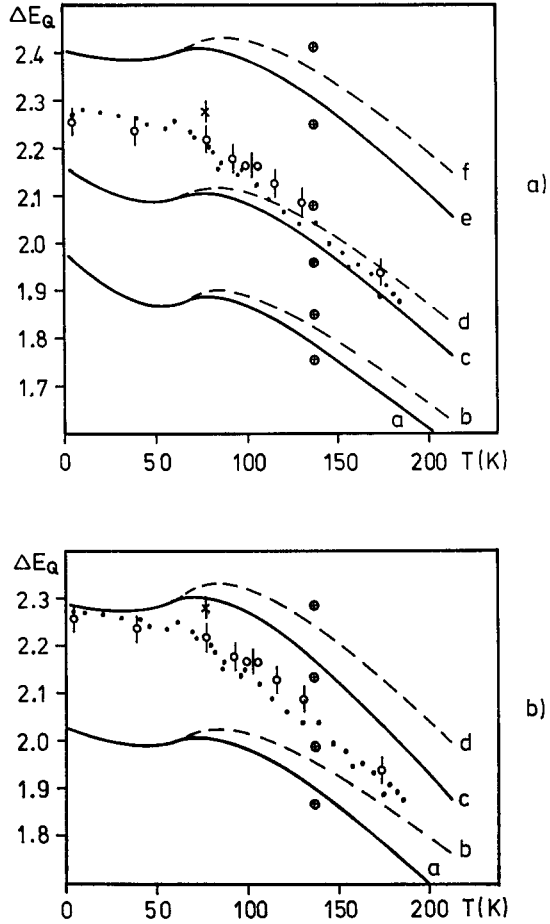 ΔE_Q
2.4
2.3
2.2
2.1
2.0
1.9
1.8
1.7
f
e
d
c
b
a
a)
0 50 100 150 200 T(K)
ΔE_Q
2.3
2.2
2.1
2.0
1.9
1.8
d
c
b
a
b)
0 50 100 150 200 T(K)